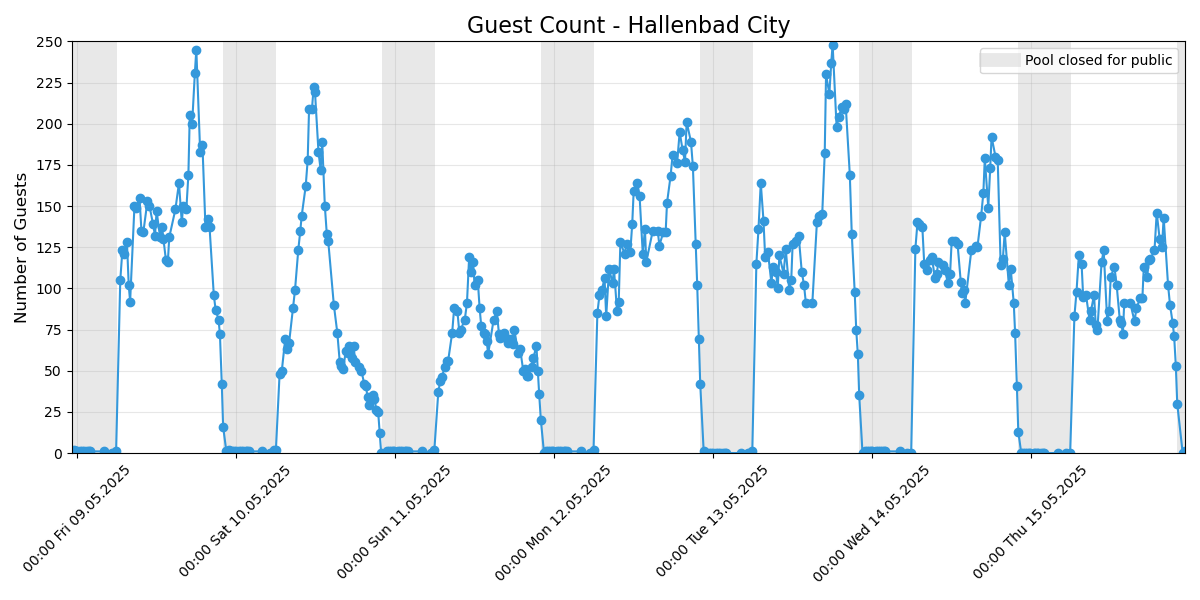 Guest Count - Hallenbad City
Pool closed for public
Number of Guests
250
225
200
175
150
125
100
75
50
25
0
00:00 Fri 09.05.2025
00:00 Sat 10.05.2025
00:00 Sun 11.05.2025
00:00 Mon 12.05.2025
00:00 Tue 13.05.2025
00:00 Wed 14.05.2025
00:00 Thu 15.05.2025